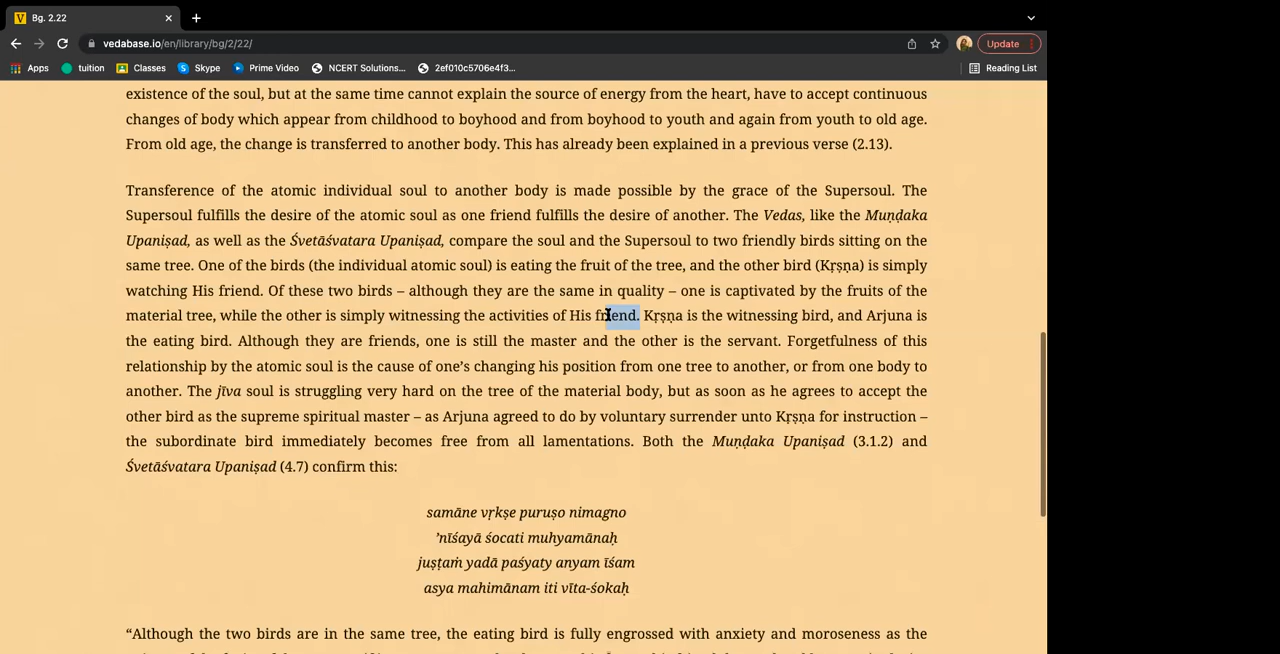 V Bg. 2.22
vedabase.io/en/library/bg/2/22/
Update
Apps tuition Classes Skype Prime Video NCERT Solutions... 2ef010c5706e4f3... Reading List
existence of the soul, but at the same time cannot explain the source of energy from the heart, have to accept continuous
changes of body which appear from childhood to boyhood and from boyhood to youth and again from youth to old age.
From old age, the change is transferred to another body. This has already been explained in a previous verse (2.13).
Transference of the atomic individual soul to another body is made possible by the grace of the Supersoul. The
Supersoul fulfills the desire of the atomic soul as one friend fulfills the desire of another. The Vedas, like the Muṇḍaka
Upaniṣad, as well as the Śvetāśvatara Upaniṣad, compare the soul and the Supersoul to two friendly birds sitting on the
same tree. One of the birds (the individual atomic soul) is eating the fruit of the tree, and the other bird (Kṛṣṇa) is simply
watching His friend. Of these two birds – although they are the same in quality – one is captivated by the fruits of the
material tree, while the other is simply witnessing the activities of His friend. Kṛṣṇa is the witnessing bird, and Arjuna is
the eating bird. Although they are friends, one is still the master and the other is the servant. Forgetfulness of this
relationship by the atomic soul is the cause of one’s changing his position from one tree to another, or from one body to
another. The jīva soul is struggling very hard on the tree of the material body, but as soon as he agrees to accept the
other bird as the supreme spiritual master – as Arjuna agreed to do by voluntary surrender unto Kṛṣṇa for instruction –
the subordinate bird immediately becomes free from all lamentations. Both the Muṇḍaka Upaniṣad (3.1.2) and
Śvetāśvatara Upaniṣad (4.7) confirm this:
samāne vṛkṣe puruṣo nimagno
’nīśayā śocati muhyamānaḥ
juṣṭaṁ yadā paśyaty anyam īśam
asya mahimānam iti vīta-śokaḥ
“Although the two birds are in the same tree, the eating bird is fully engrossed with anxiety and moroseness as the